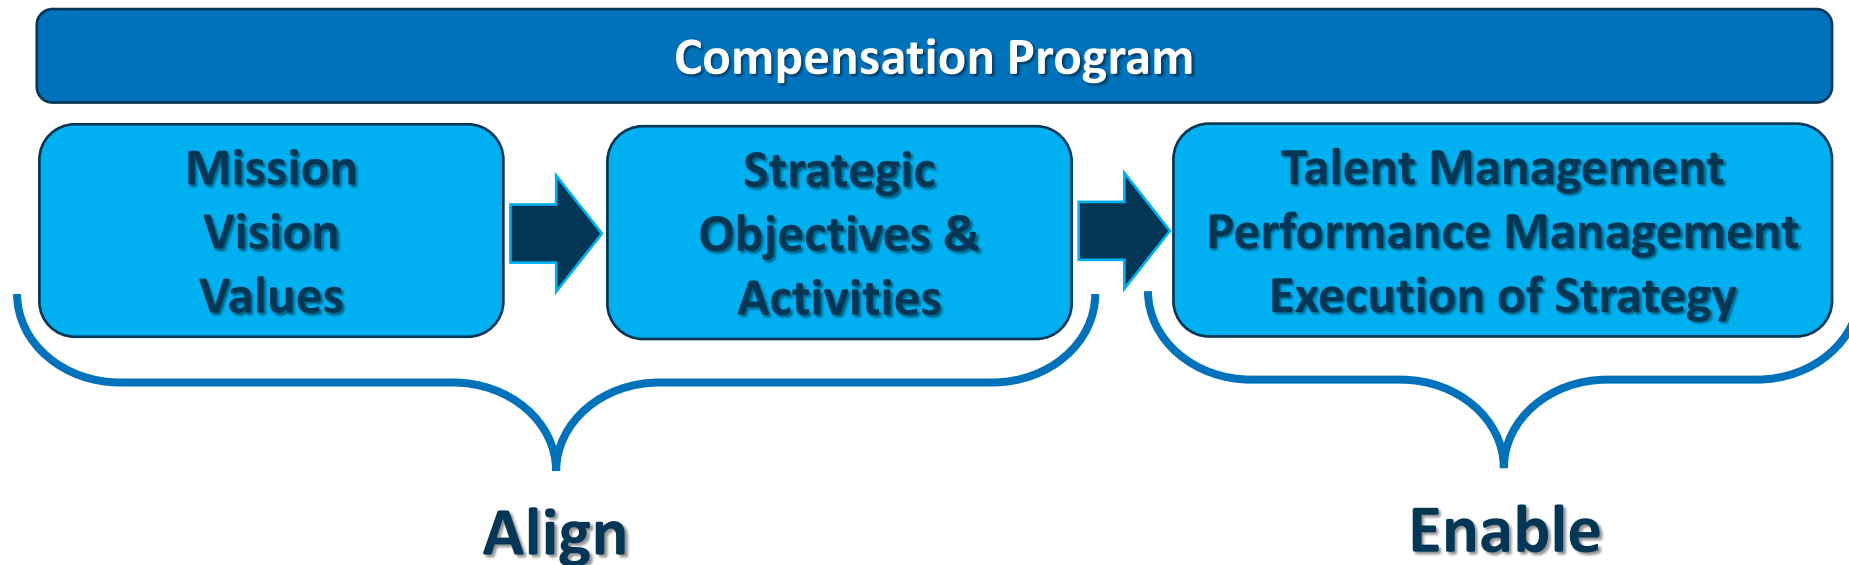 Compensation Program
Mission
Vision
Values
Strategic
Objectives &
Activities
Talent Management
Performance Management
Execution of Strategy
Align
Enable